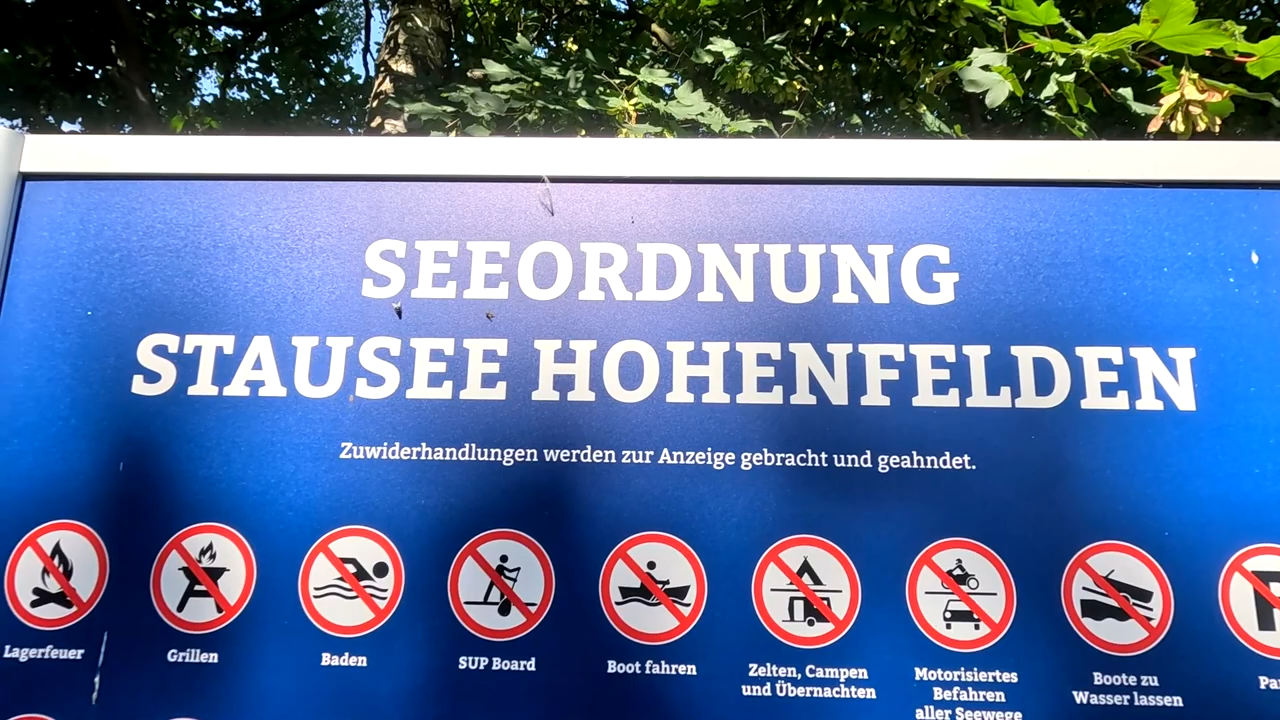 SEEORDNUNG
STAUSEE HOHENFELDEN
Zuwiderhandlungen werden zur Anzeige gebracht und geahndet.
Lagerfeuer
Grillen
Baden
SUP Board
Boot fahren
Zelten, Campen
und Übernachten
Motorisiertes
Befahren
aller Seewege
Boote zu
Wasser lassen